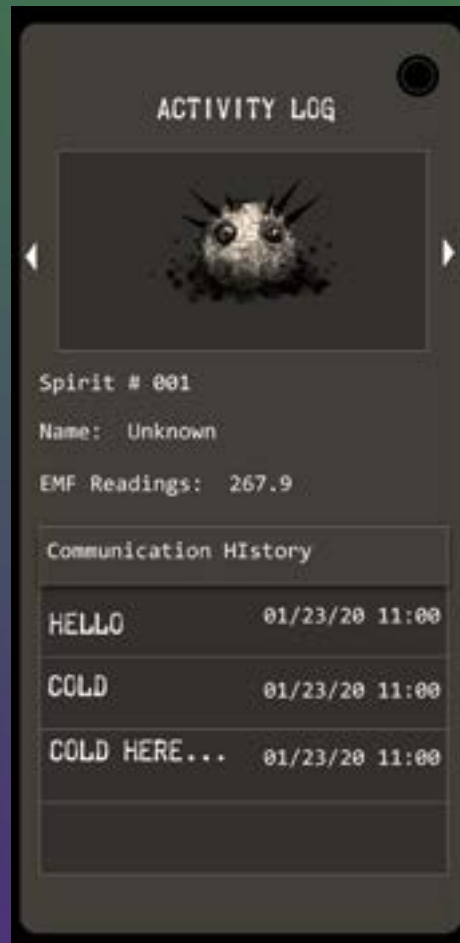 ACTIVITY LOG
Spirit # 001
Name: Unknown
EMF Readings: 267.9
Communication HIstory
HELLO 01/23/20 11:00
COLD 01/23/20 11:00
COLD HERE... 01/23/20 11:00